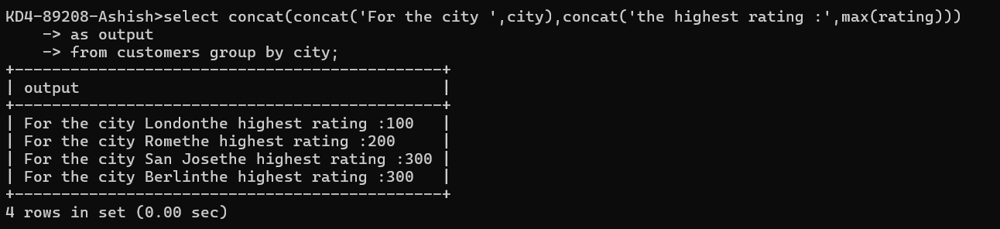 KD4-89208-Ashish>select concat(concat('For the city ',city),concat('the highest rating :',max(rating)))
    -> as output
    -> from customers group by city;
+----------------------------------------------+
| output                                       |
+----------------------------------------------+
| For the city Londonthe highest rating :100   |
| For the city Romethe highest rating :200     |
| For the city San Josethe highest rating :300 |
| For the city Berlinthe highest rating :300   |
+----------------------------------------------+
4 rows in set (0.00 sec)